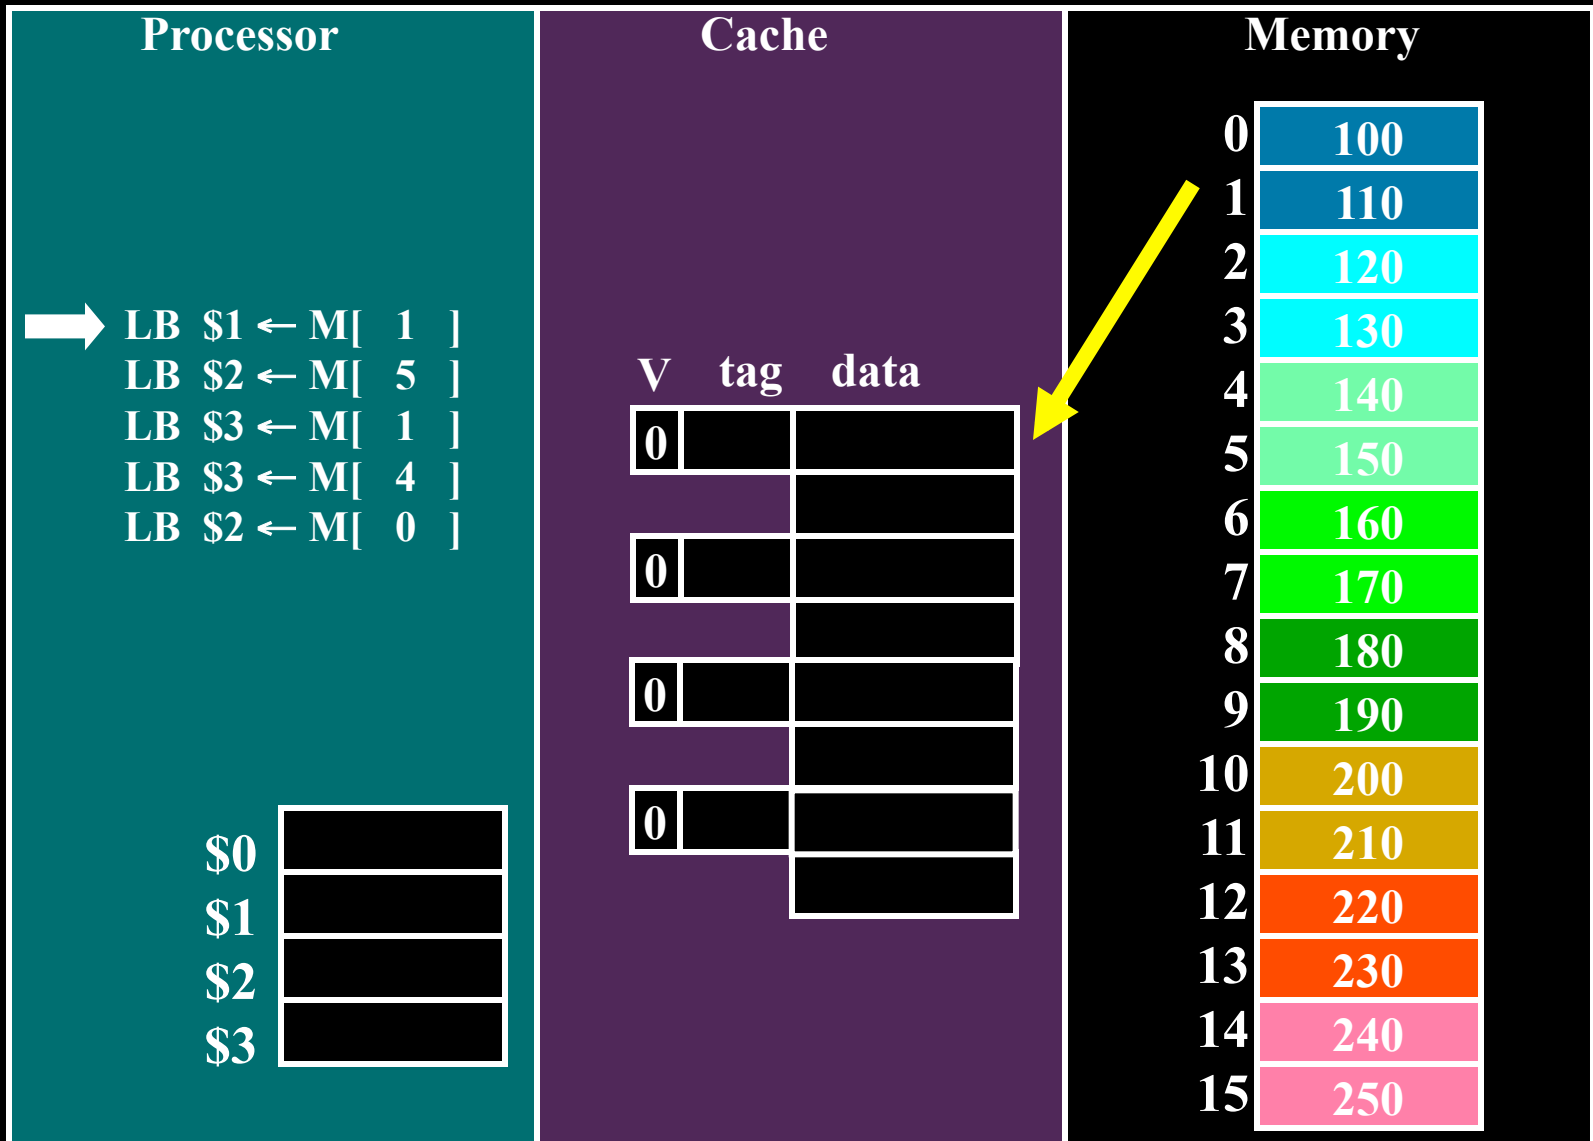 Processor
LB $1 ← M[ 1 ]
LB $2 ← M[ 5 ]
LB $3 ← M[ 1 ]
LB $3 ← M[ 4 ]
LB $2 ← M[ 0 ]
$0
$1
$2
$3
Cache
V tag data
0
0
0
0
Memory
0 100
1 110
2 120
3 130
4 140
5 150
6 160
7 170
8 180
9 190
10 200
11 210
12 220
13 230
14 240
15 250